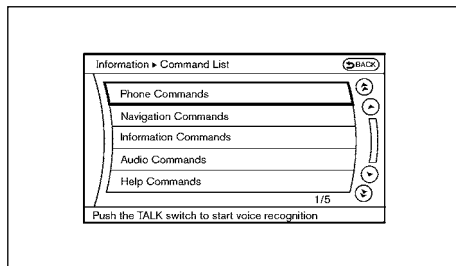 Information ▸ Command List
BACK
Phone Commands
Navigation Commands
Information Commands
Audio Commands
Help Commands
1/5
Push the TALK switch to start voice recognition